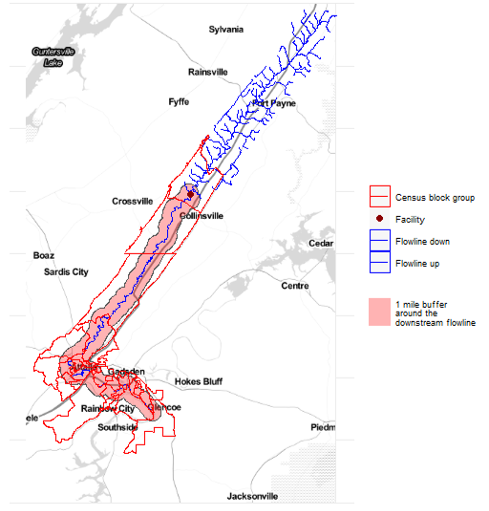 Sylvania
Guntersville
Lake
Rainsville
Fyffe
Fort Payne
Crossville
Collinsville
Cedar
Boaz
Sardis City
Centre
Attalla
Gadsden
Hokes Bluff
Rainbow City
Glencoe
ele
Southside
Piedm
Jacksonville
Census block group
Facility
Flowline down
Flowline up
1 mile buffer
around the
downstream flowline